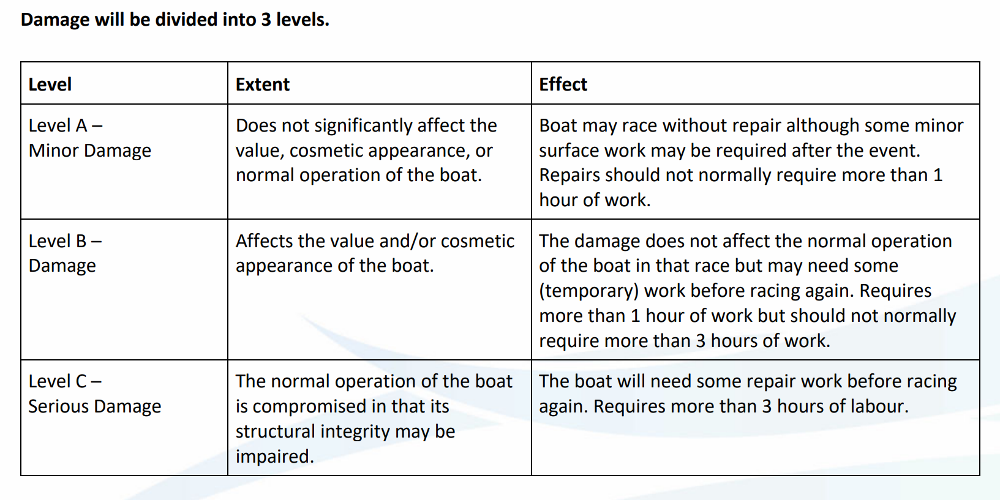 Damage will be divided into 3 levels.
Level
Extent
Effect
Level A –
Minor Damage
Does not significantly affect the
value, cosmetic appearance, or
normal operation of the boat.
Boat may race without repair although some minor
surface work may be required after the event.
Repairs should not normally require more than 1
hour of work.
Level B –
Damage
Affects the value and/or cosmetic
appearance of the boat.
The damage does not affect the normal operation
of the boat in that race but may need some
(temporary) work before racing again. Requires
more than 1 hour of work but should not normally
require more than 3 hours of work.
Level C –
Serious Damage
The normal operation of the boat
is compromised in that its
structural integrity may be
impaired.
The boat will need some repair work before racing
again. Requires more than 3 hours of labour.